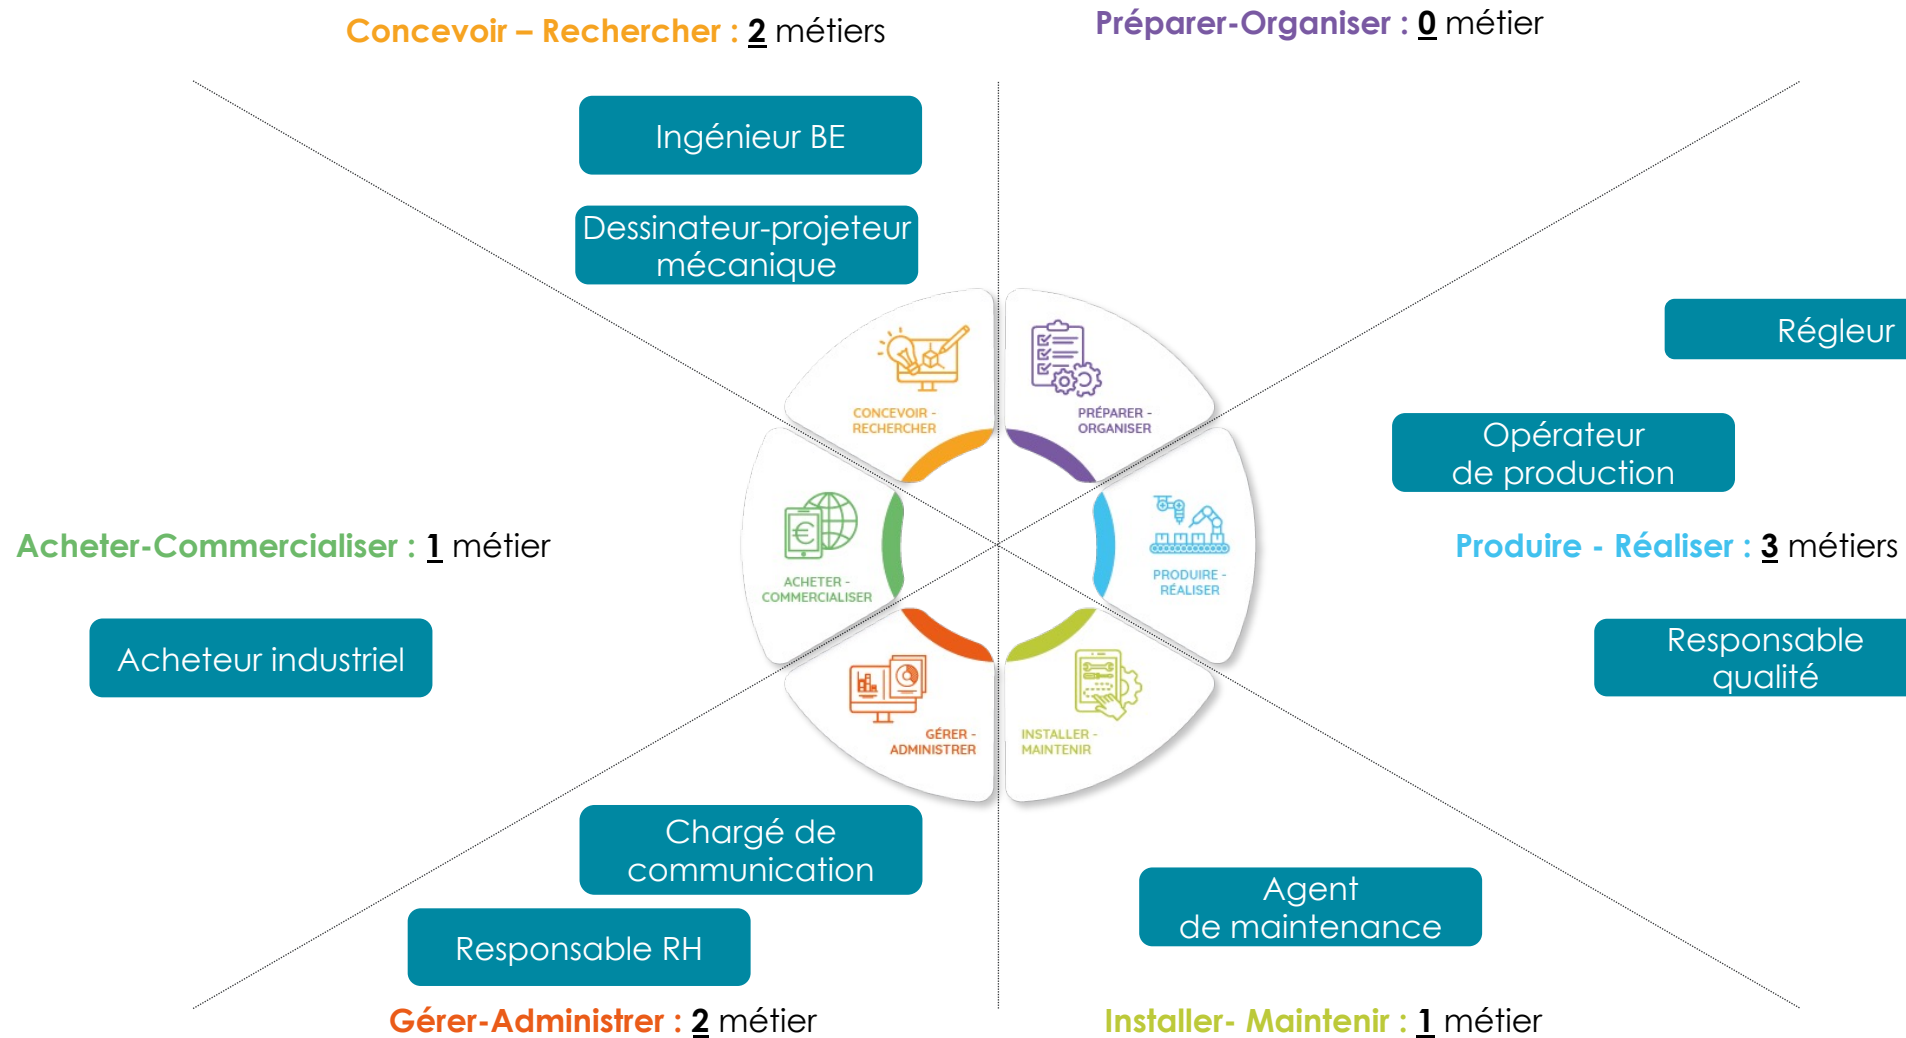 Concevoir – Rechercher : 2 métiers
Préparer-Organiser : 0 métier
Ingénieur BE
Dessinateur-projeteur
mécanique
Régleur
CONCEVOIR -
RECHERCHER
PRÉPARER -
ORGANISER
Opérateur
de production
Acheter-Commercialiser : 1 métier
ACHETER -
COMMERCIALISER
PRODUIRE -
RÉALISER
Produire - Réaliser : 3 métiers
Acheteur industriel
Responsable
qualité
GÉRER -
ADMINISTRER
INSTALLER -
MAINTENIR
Chargé de
communication
Agent
de maintenance
Responsable RH
Gérer-Administrer : 2 métier
Installer- Maintenir : 1 métier